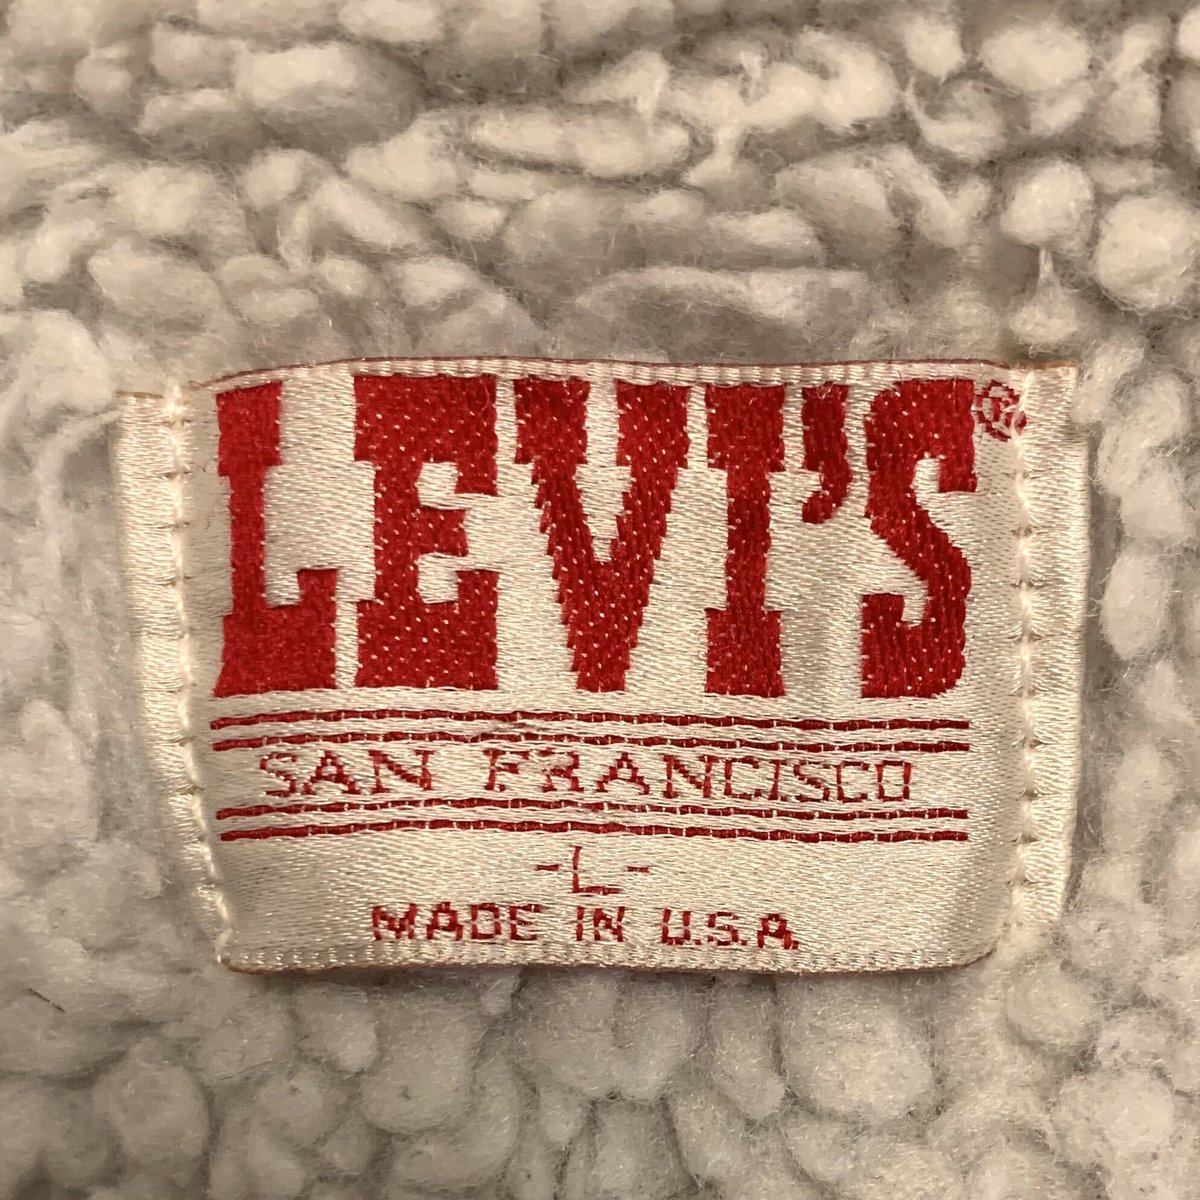 LEVI'S®
SAN FRANCISCO
-L-
MADE IN U.S.A.